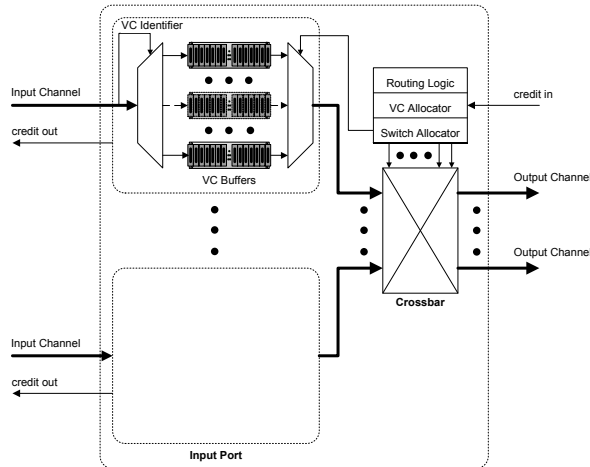 VC Identifier
Input Channel
credit out
VC Buffers
Routing Logic
VC Allocator
Switch Allocator
credit in
Output Channel
Output Channel
Crossbar
Input Channel
credit out
Input Port